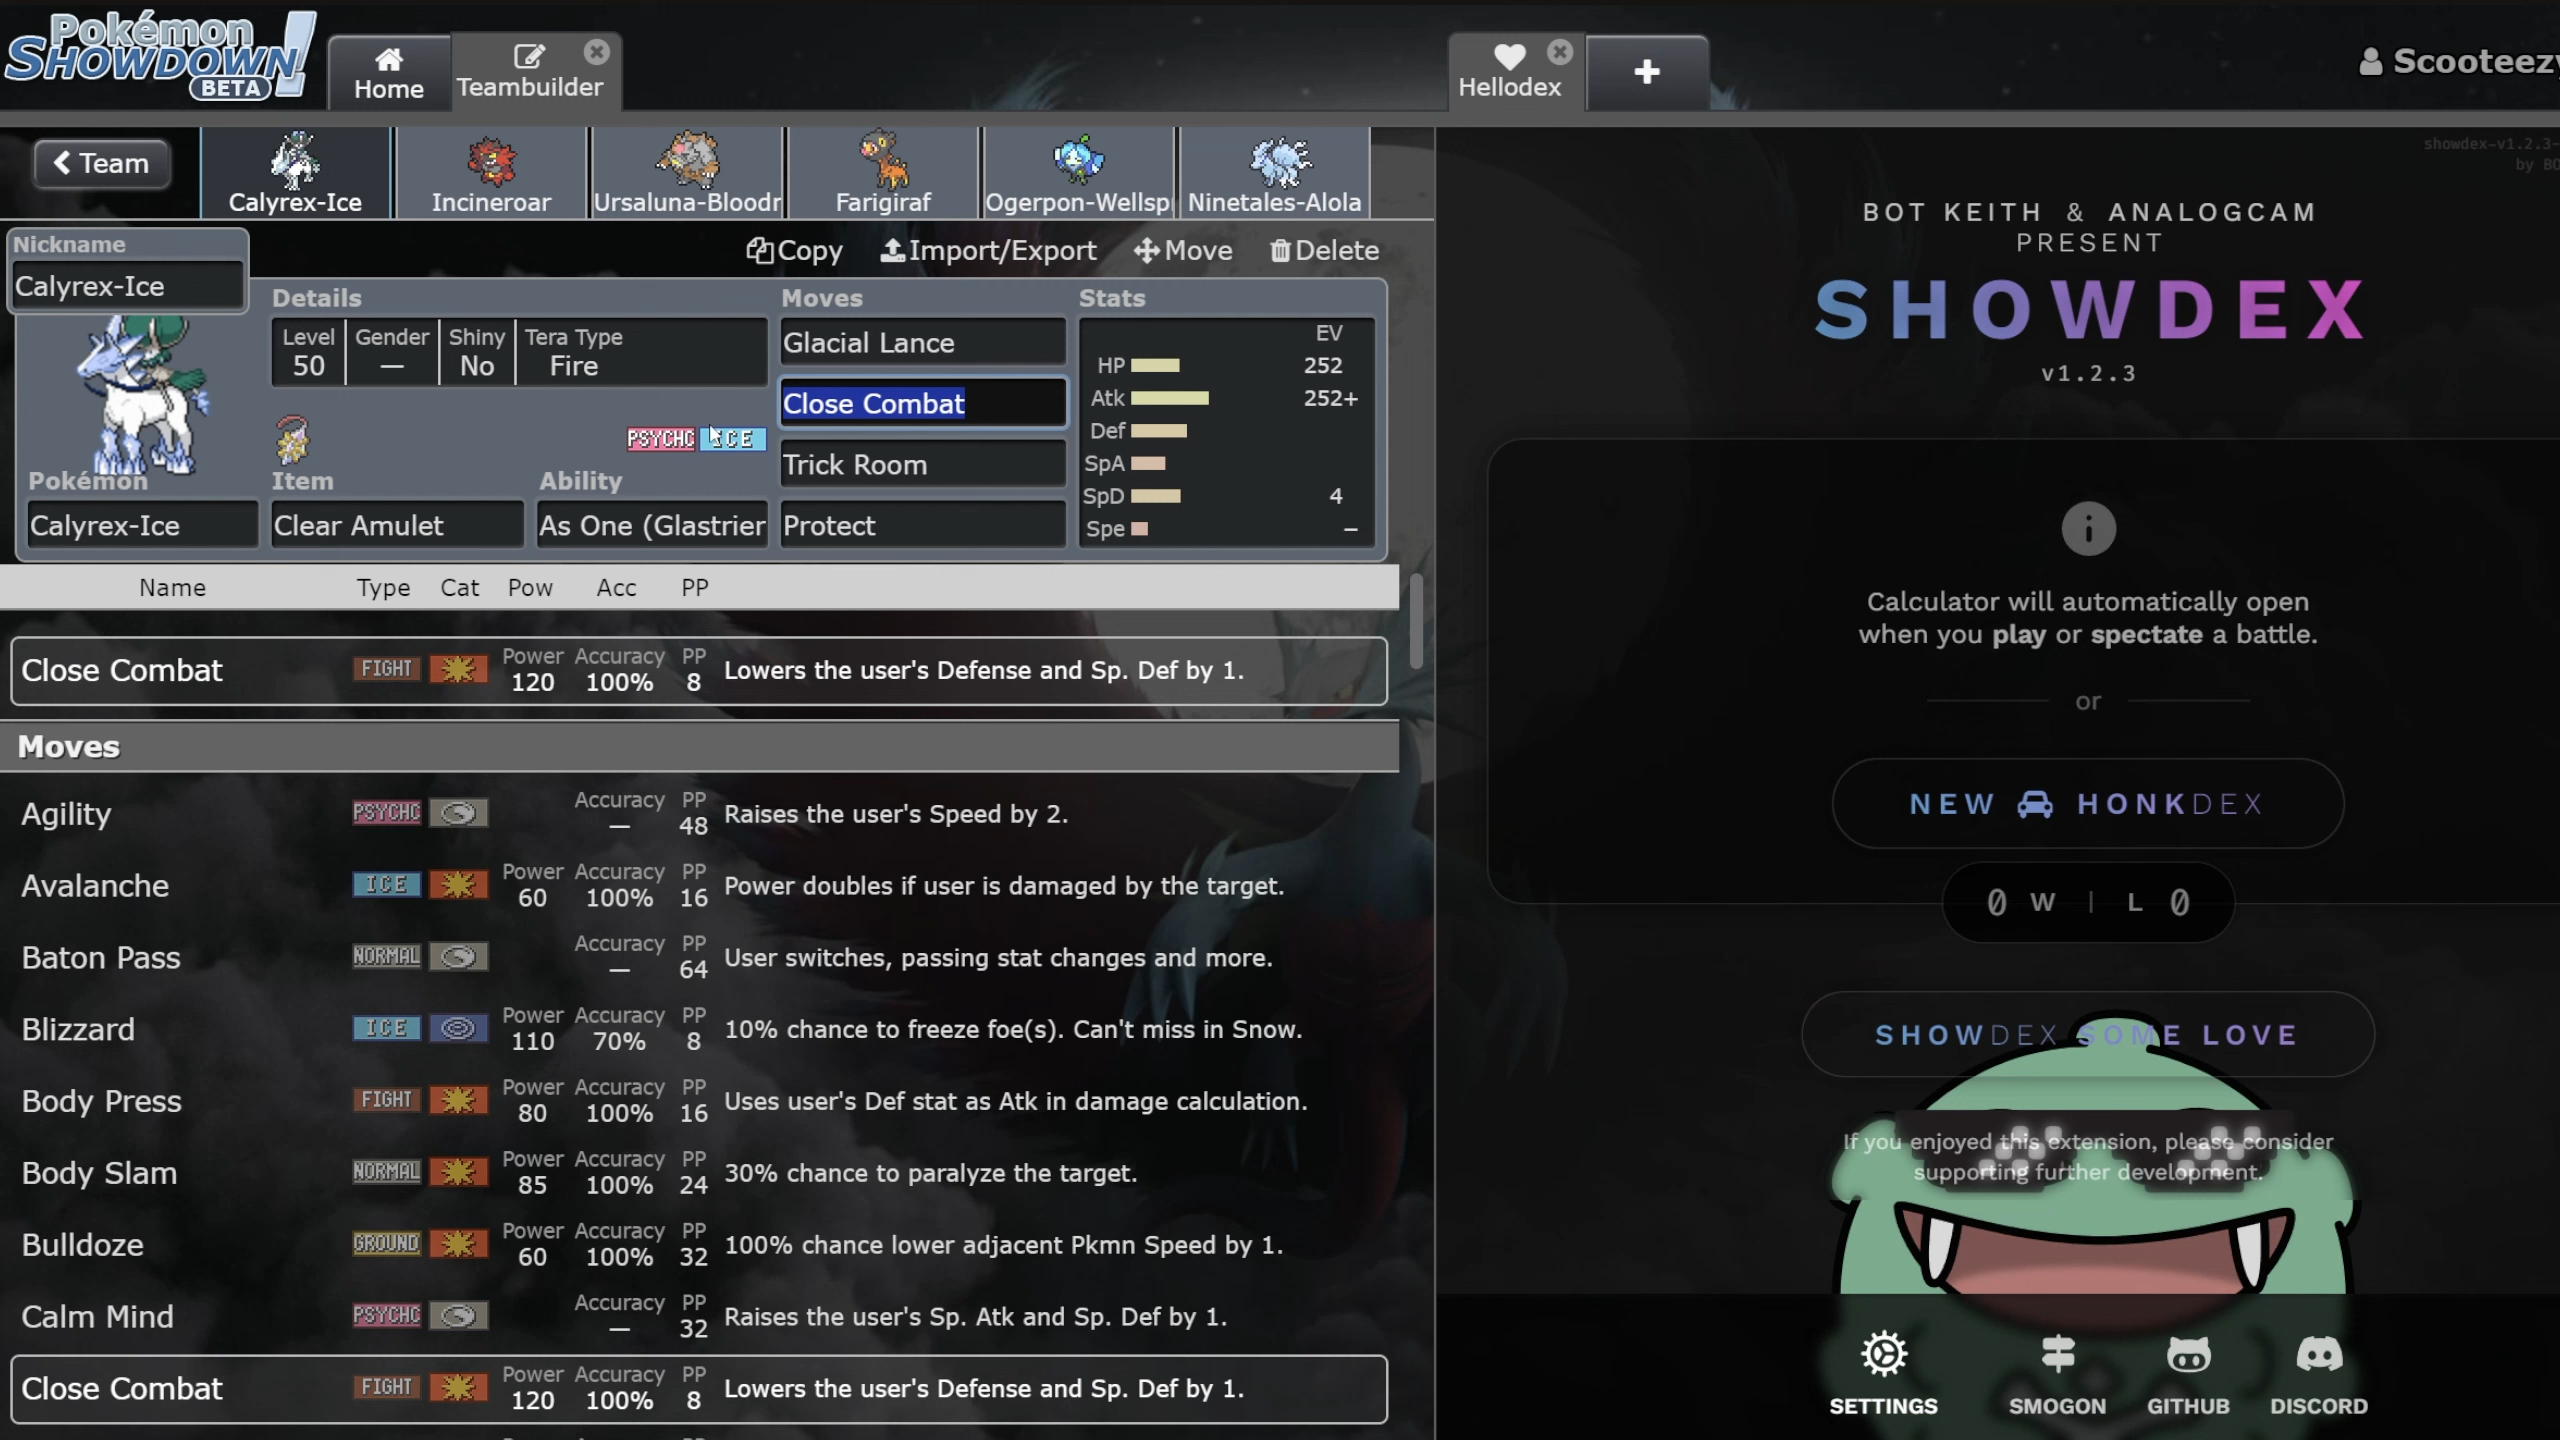 Pokémon
SHOWDOWN!
BETA
Home
Teambuilder
Hellodex
Scooteezy
Team
Calyrex-Ice
Incineroar
Ursaluna-Bloodr
Farigiraf
Ogerpon-Wellsp
Ninetales-Alola
Nickname
Calyrex-Ice
Copy
Import/Export
Move
Delete
Details
Level
50
Gender
—
Shiny
No
Tera Type
Fire
PSYCHC
ICE
Pokémon
Calyrex-Ice
Item
Clear Amulet
Ability
As One (Glastrier
Moves
Glacial Lance
Close Combat
Trick Room
Protect
Stats
EV
HP 252
Atk 252+
Def
SpA
SpD 4
Spe –
Name Type Cat Pow Acc PP
Close Combat FIGHT Power 120 Accuracy 100% PP 8 Lowers the user's Defense and Sp. Def by 1.
Moves
Agility PSYCHC Accuracy — PP 48 Raises the user's Speed by 2.
Avalanche ICE Power 60 Accuracy 100% PP 16 Power doubles if user is damaged by the target.
Baton Pass NORMAL Accuracy — PP 64 User switches, passing stat changes and more.
Blizzard ICE Power 110 Accuracy 70% PP 8 10% chance to freeze foe(s). Can't miss in Snow.
Body Press FIGHT Power 80 Accuracy 100% PP 16 Uses user's Def stat as Atk in damage calculation.
Body Slam NORMAL Power 85 Accuracy 100% PP 24 30% chance to paralyze the target.
Bulldoze GROUND Power 60 Accuracy 100% PP 32 100% chance lower adjacent Pkmn Speed by 1.
Calm Mind PSYCHC Accuracy — PP 32 Raises the user's Sp. Atk and Sp. Def by 1.
Close Combat FIGHT Power 120 Accuracy 100% PP 8 Lowers the user's Defense and Sp. Def by 1.
showdex-v1.2.3-
by BO
BOT KEITH & ANALOGCAM
PRESENT
SHOWDEX
v1.2.3
Calculator will automatically open
when you play or spectate a battle.
or
NEW HONKDEX
0 W | L 0
SHOWDEX SOME LOVE
If you enjoyed this extension, please consider
supporting further development.
SETTINGS
SMOGON
GITHUB
DISCORD